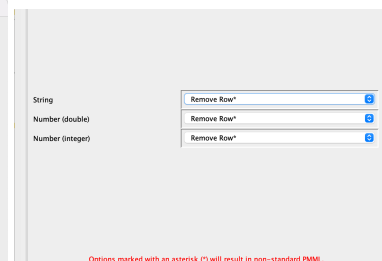 String
Remove Row*
Number (double)
Remove Row*
Number (integer)
Remove Row*
Options marked with an asterisk (*) will result in non-standard PMML